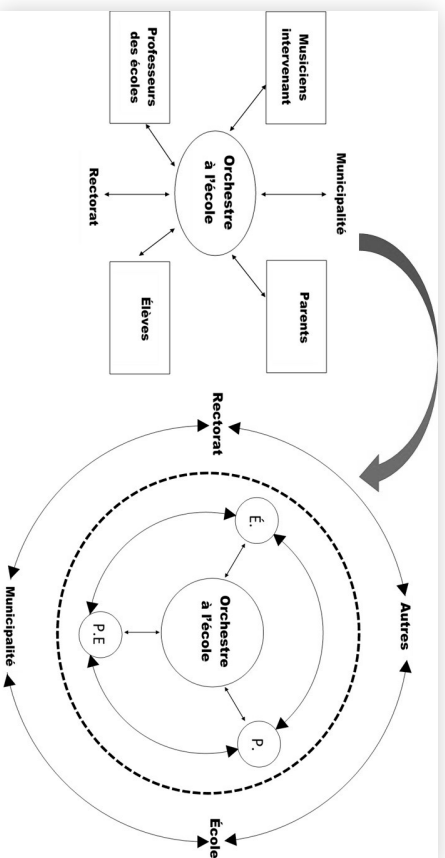 Municipalité
Musiciens
intervenant
Parents
Orchestre
à l'école
Professeurs
des écoles
Élèves
Rectorat
Autres
Rectorat
École
É.
P.
Orchestre
à l'école
P.E
Municipalité